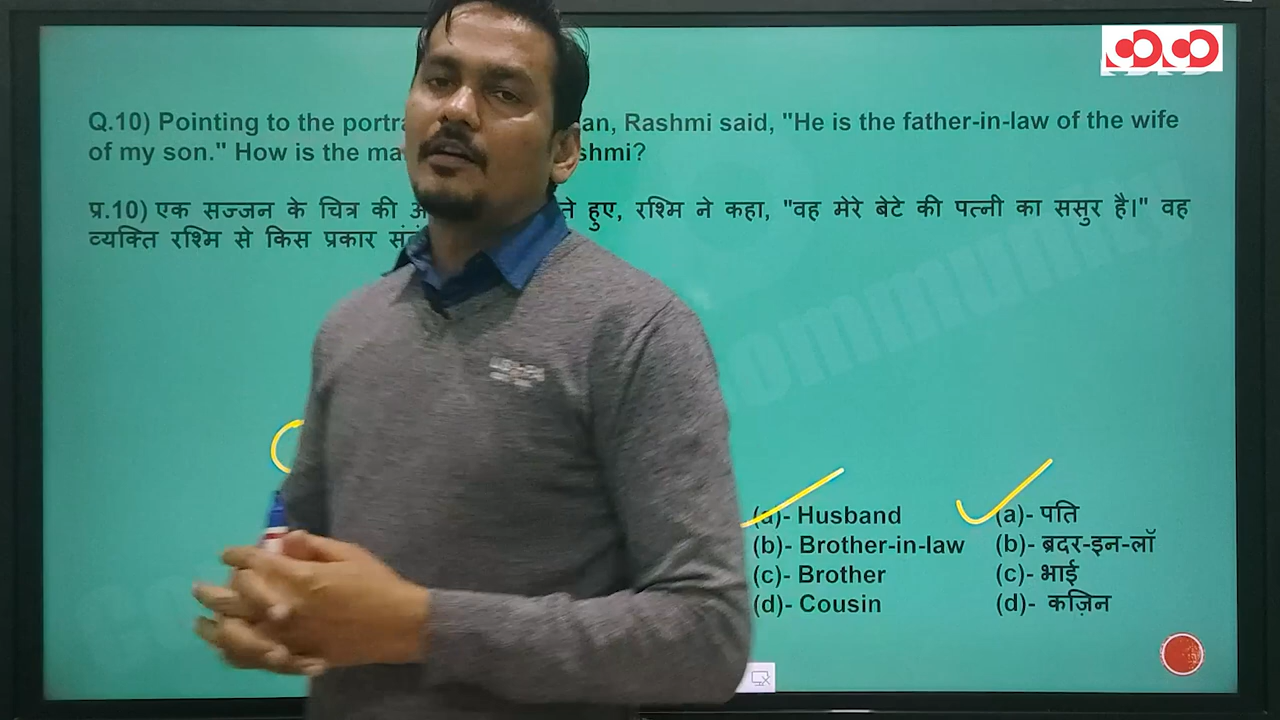 Q.10) Pointing to the an, Rashmi said, "He is the father-in-law of the wife
of my son." How is the shmi?
प्र.10) एक सज्जन के चित्र की ते हुए, रश्मि ने कहा, "वह मेरे बेटे की पत्नी का ससुर है।" वह
व्यक्ति रश्मि से किस प्रकार
ommunity
(a)- Husband (a)- पति
(b)- Brother-in-law (b)- ब्रदर-इन-लॉ
(c)- Brother (c)- भाई
(d)- Cousin (d)- कज़िन